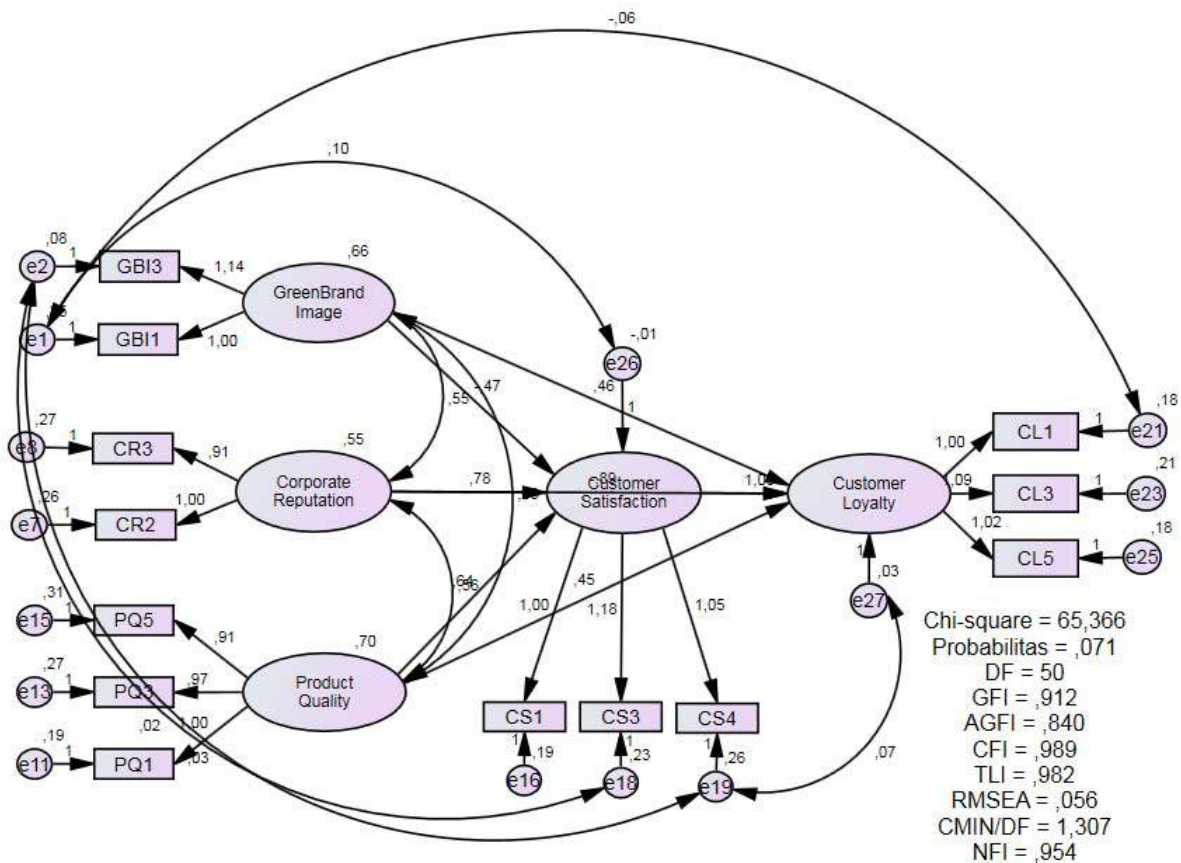 -,06
,10
,08
e2
1
GBI3
1,14
,66
GreenBrand
Image
e1
1
GBI1
1,00
-,01
e26
1
-,47
,55
,46
,27
e8
1
CR3
,91
,55
Corporate
Reputation
,26
e7
1
CR2
1,00
,78
,89
Customer
Satisfaction
Customer
Loyalty
1,00
CL1
1
,18
e21
,09
CL3
1
,21
e23
1,02
CL5
1
,18
e25
1
,03
e27
,64
,45
1,00
1,18
1,05
,31
e15
1
PQ5
,91
,70
Product
Quality
,27
e13
1
PQ3
,97
,02
1,00
,19
e11
1
PQ1
,03
CS1
CS3
CS4
1
,19
e16
1
,23
e18
1
,26
e19
,07
Chi-square = 65,366
Probabilitas = ,071
DF = 50
GFI = ,912
AGFI = ,840
CFI = ,989
TLI = ,982
RMSEA = ,056
CMIN/DF = 1,307
NFI = ,954